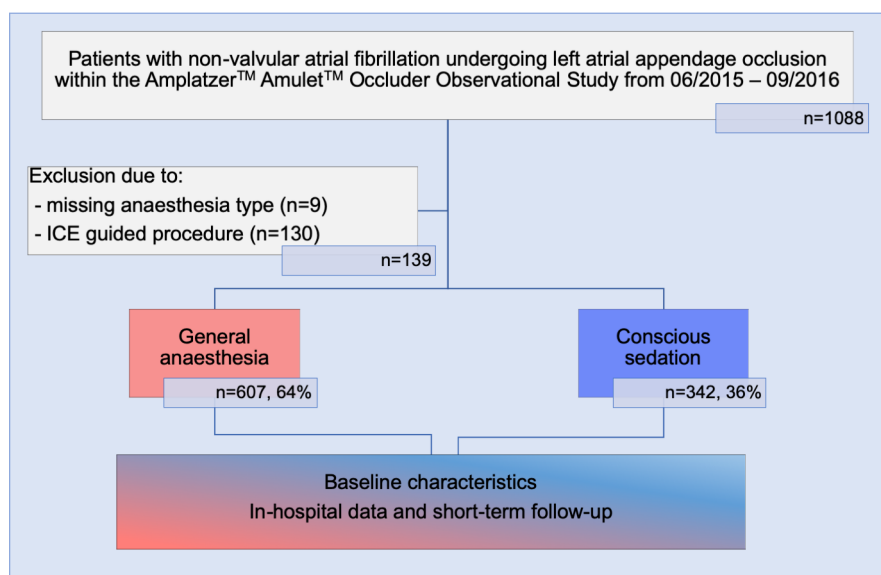 Patients with non-valvular atrial fibrillation undergoing left atrial appendage occlusion
within the Amplatzer™ Amulet™ Occluder Observational Study from 06/2015 – 09/2016
n=1088
Exclusion due to:
- missing anaesthesia type (n=9)
- ICE guided procedure (n=130)
n=139
General
anaesthesia
n=607, 64%
Conscious
sedation
n=342, 36%
Baseline characteristics
In-hospital data and short-term follow-up